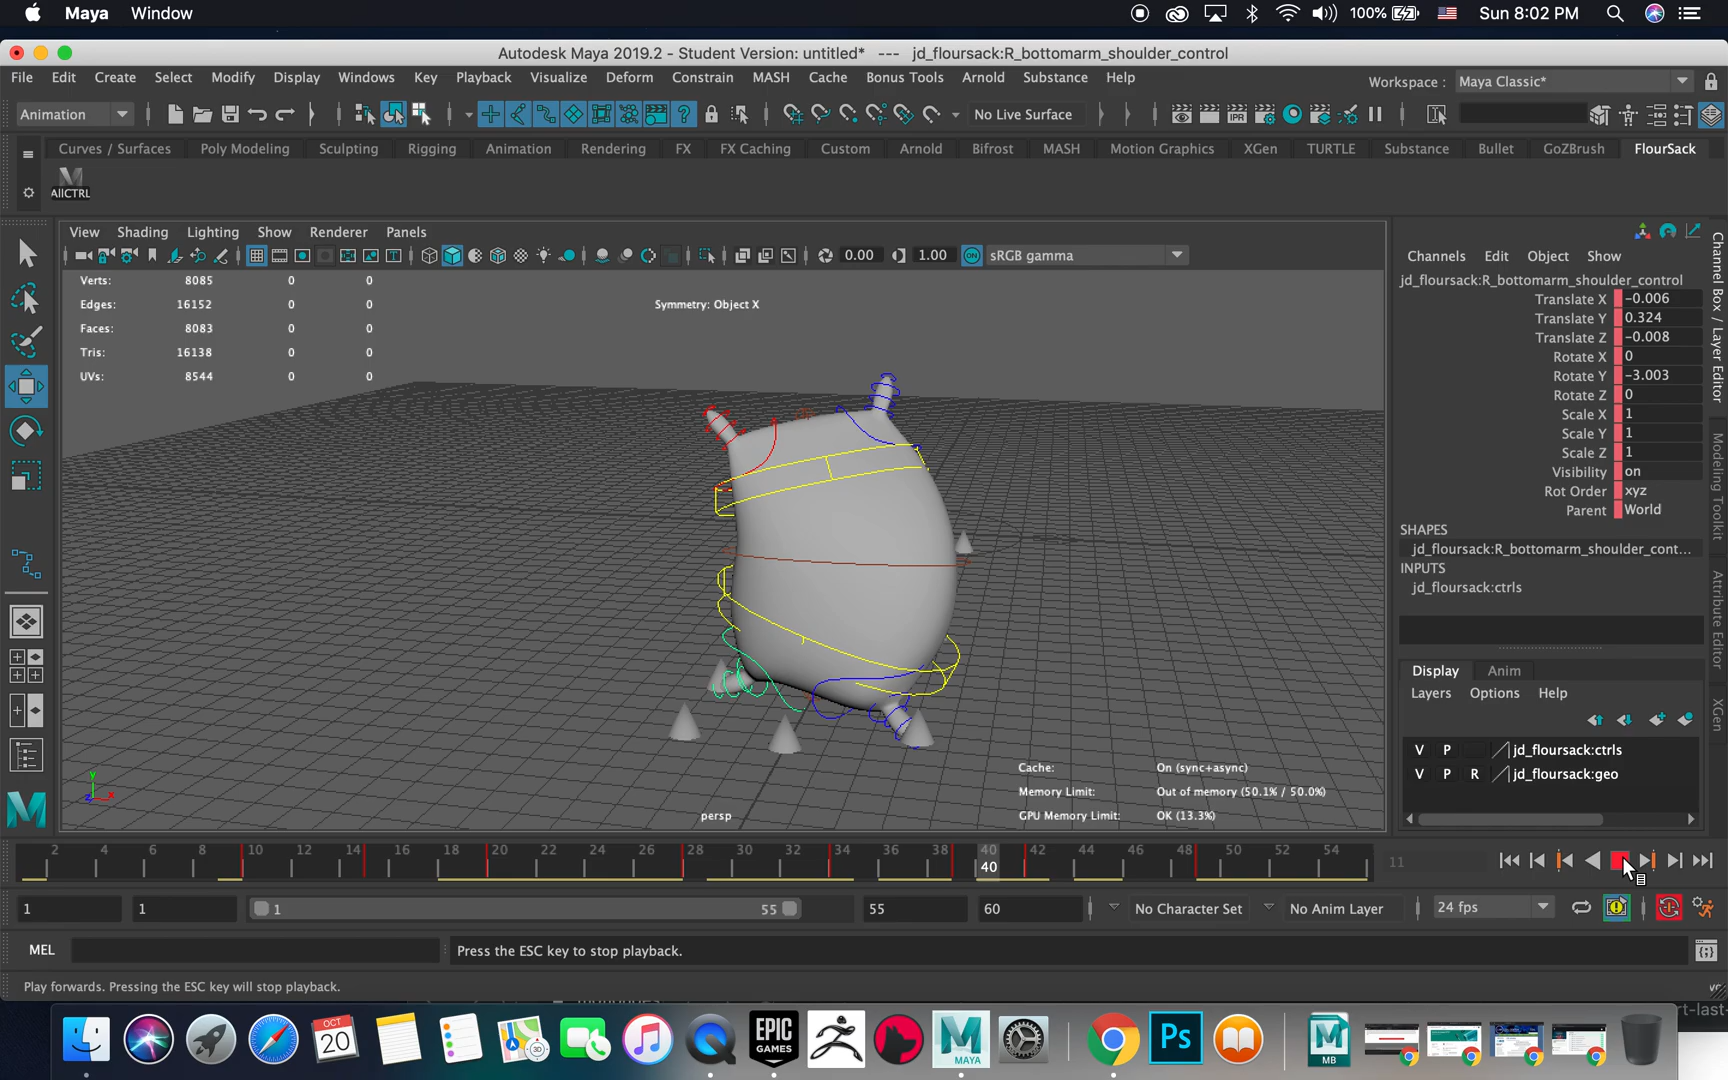 Maya Window 100% Sun 8:02 PM
Autodesk Maya 2019.2 - Student Version: untitled* --- jd_floursack:R_bottomarm_shoulder_control
File Edit Create Select Modify Display Windows Key Playback Visualize Deform Constrain MASH Cache Bonus Tools Arnold Substance Help Workspace : Maya Classic*
Animation No Live Surface IPR
Curves / Surfaces Poly Modeling Sculpting Rigging Animation Rendering FX FX Caching Custom Arnold Bifrost MASH Motion Graphics XGen TURTLE Substance Bullet GoZBrush FlourSack
AllCTRL
View Shading Lighting Show Renderer Panels
0.00 1.00 ON sRGB gamma
Verts: 8085 0 0
Edges: 16152 0 0
Faces: 8083 0 0
Tris: 16138 0 0
UVs: 8544 0 0
Symmetry: Object X
Cache: On (sync+async)
Memory Limit: Out of memory (50.1% / 50.0%)
GPU Memory Limit: OK (13.3%)
persp
y
z x
Channels Edit Object Show
jd_floursack:R_bottomarm_shoulder_control
Translate X -0.006
Translate Y 0.324
Translate Z -0.008
Rotate X 0
Rotate Y -3.003
Rotate Z 0
Scale X 1
Scale Y 1
Scale Z 1
Visibility on
Rot Order xyz
Parent World
SHAPES
jd_floursack:R_bottomarm_shoulder_cont...
INPUTS
jd_floursack:ctrls
Channel Box / Layer Editor
Modeling Toolkit
Attribute Editor
XGen
Display Anim
Layers Options Help
V P jd_floursack:ctrls
V P R jd_floursack:geo
2 4 6 8 10 12 14 16 18 20 22 24 26 28 30 32 34 36 38 40 42 44 46 48 50 52 54
40 11
1 1 1 55 55 60 No Character Set No Anim Layer 24 fps
MEL Press the ESC key to stop playback.
Play forwards. Pressing the ESC key will stop playback.
rt-last-
OCT
20
3D
EPIC
GAMES
MAYA
Ps
MB